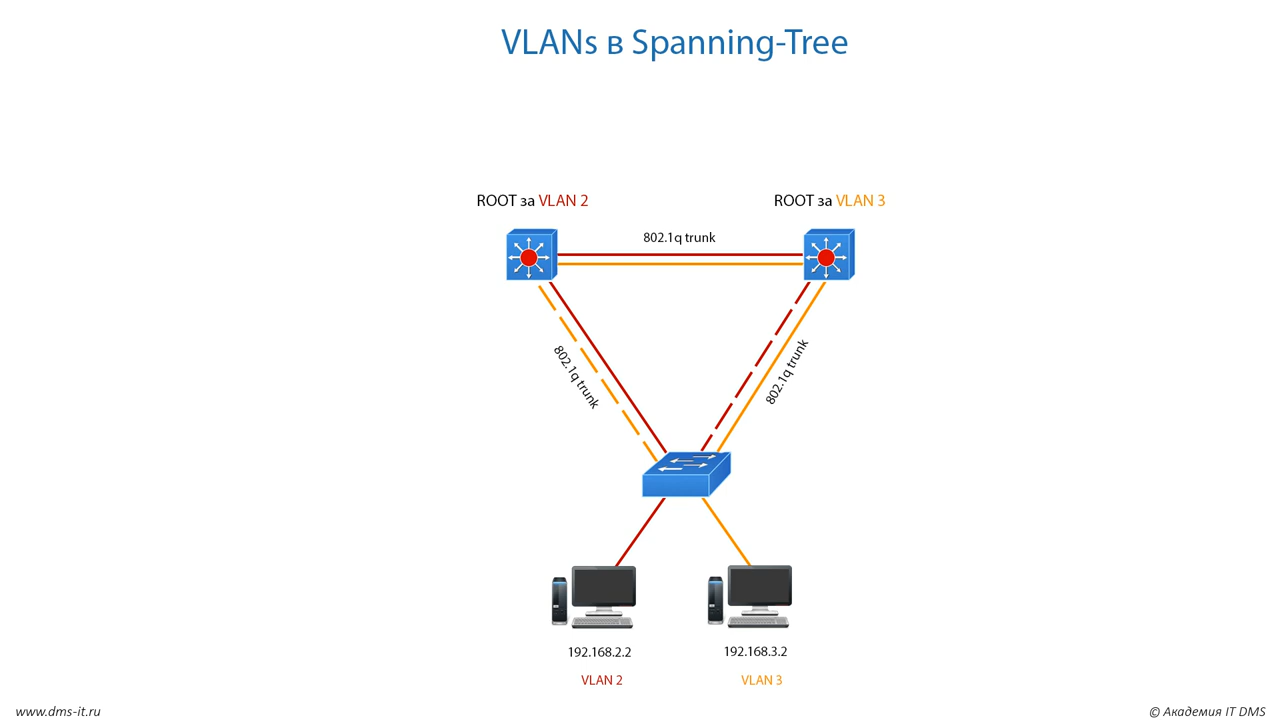 VLANs в Spanning-Tree
ROOT за VLAN 2
ROOT за VLAN 3
802.1q trunk
802.1q trunk
802.1q trunk
192.168.2.2
192.168.3.2
VLAN 2
VLAN 3
www.dms-it.ru
© Академия IT DMS